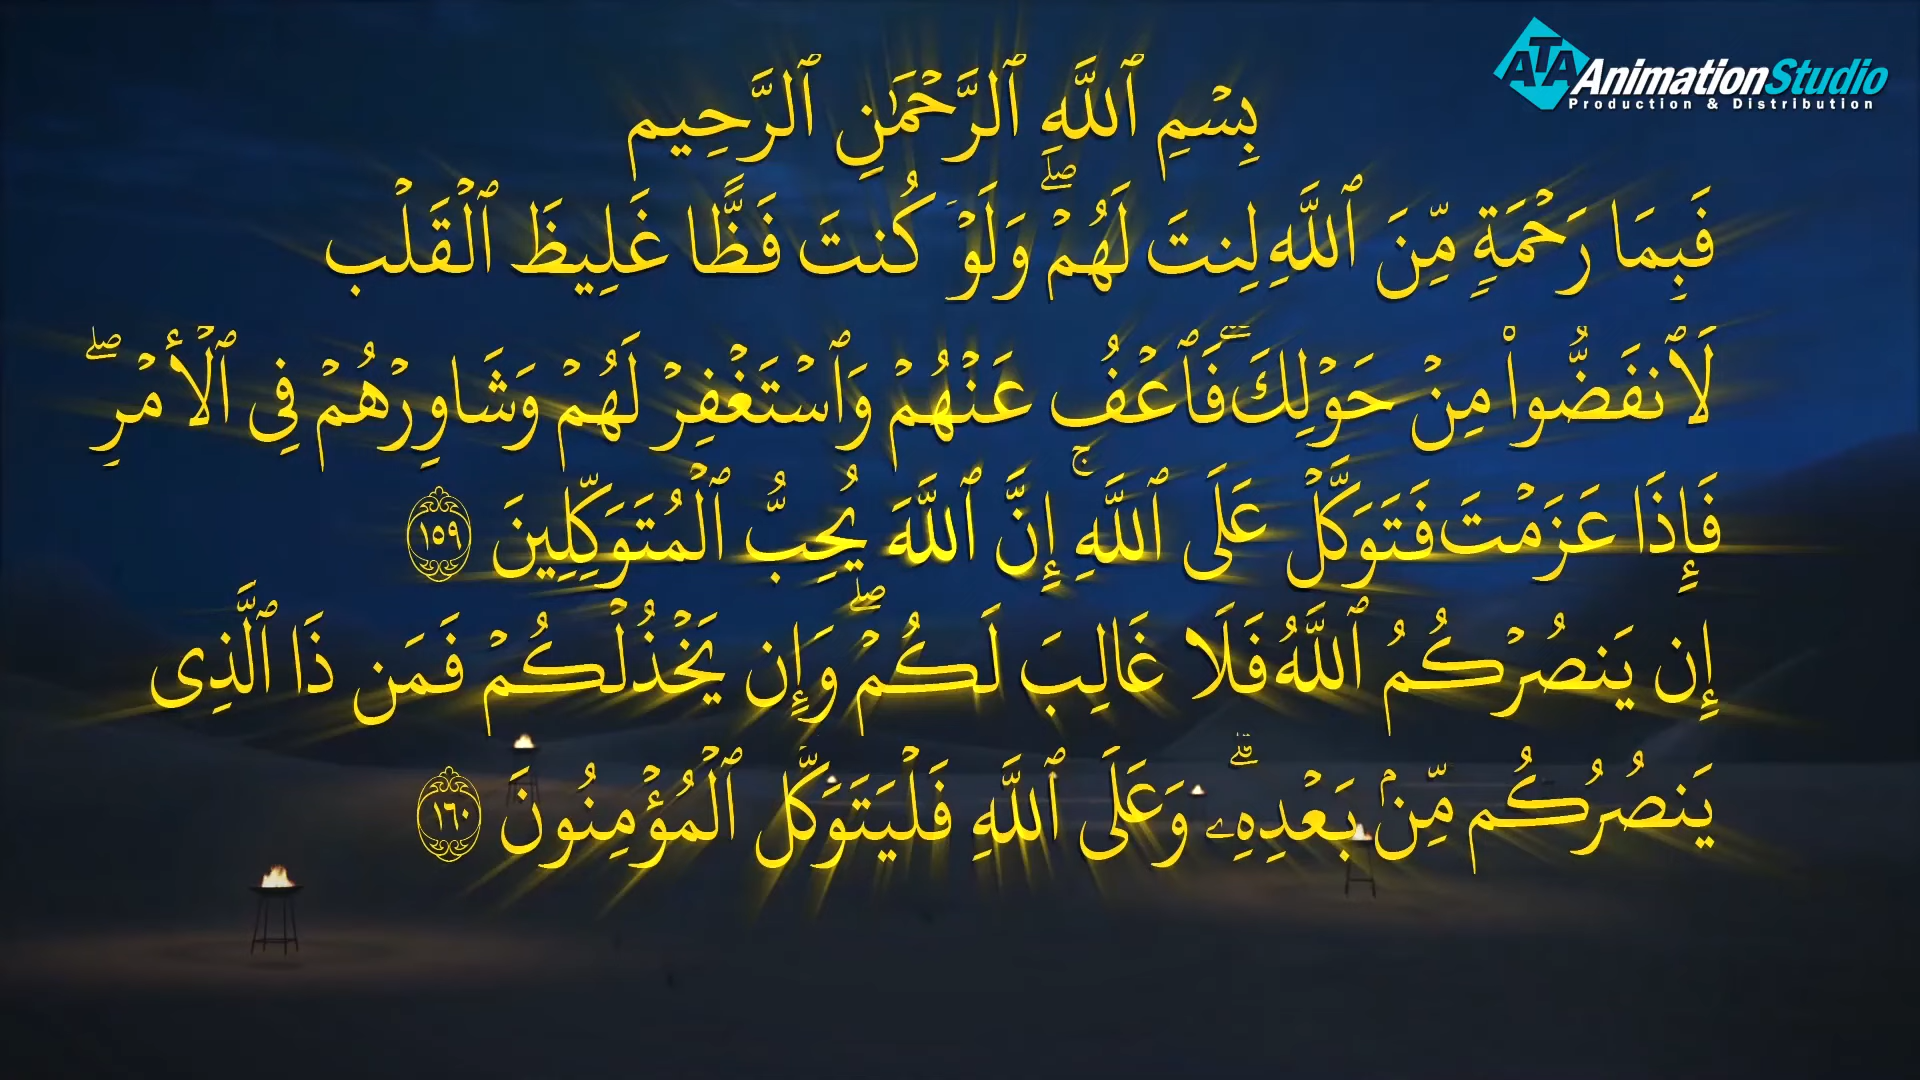 ATA AnimationStudio
Production & Distribution
بِسْمِ ٱللَّهِ ٱلرَّحْمَٰنِ ٱلرَّحِيمِ
فَبِمَا رَحْمَةٍ مِّنَ ٱللَّهِ لِنتَ لَهُمْ ۖ وَلَوْ كُنتَ فَظًّا غَلِيظَ ٱلْقَلْبِ
لَٱنفَضُّوا۟ مِنْ حَوْلِكَ ۖ فَٱعْفُ عَنْهُمْ وَٱسْتَغْفِرْ لَهُمْ وَشَاوِرْهُمْ فِى ٱلْأَمْرِ ۖ
فَإِذَا عَزَمْتَ فَتَوَكَّلْ عَلَى ٱللَّهِ ۚ إِنَّ ٱللَّهَ يُحِبُّ ٱلْمُتَوَكِّلِينَ ١٥٩
إِن يَنصُرْكُمُ ٱللَّهُ فَلَا غَالِبَ لَكُمْ ۖ وَإِن يَخْذُلْكُمْ فَمَن ذَا ٱلَّذِى
يَنصُرُكُم مِّنۢ بَعْدِهِۦ ۗ وَعَلَى ٱللَّهِ فَلْيَتَوَكَّلِ ٱلْمُؤْمِنُونَ ١٦٠